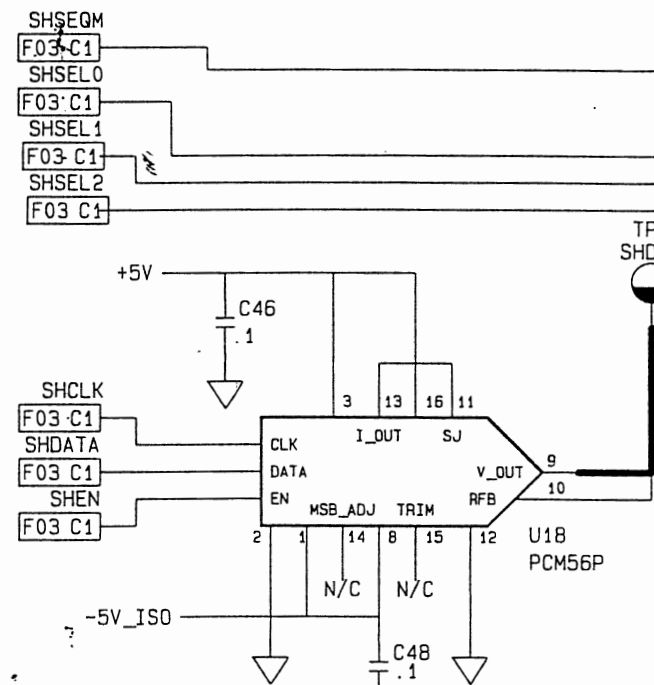 SHSEQM
F03 C1
SHSEL0
F03 C1
SHSEL1
F03 C1
SHSEL2
F03 C1
TP
SHD
+5V
C46
.1
SHCLK
F03 C1
SHDATA
F03 C1
SHEN
F03 C1
3 13 16 11
I_OUT SJ
CLK
DATA
EN
V_OUT
RFB
MSB_ADJ TRIM
9
10
2 1 14 8 15 12
U18
PCM56P
N/C N/C
-5V_ISO
C48
.1